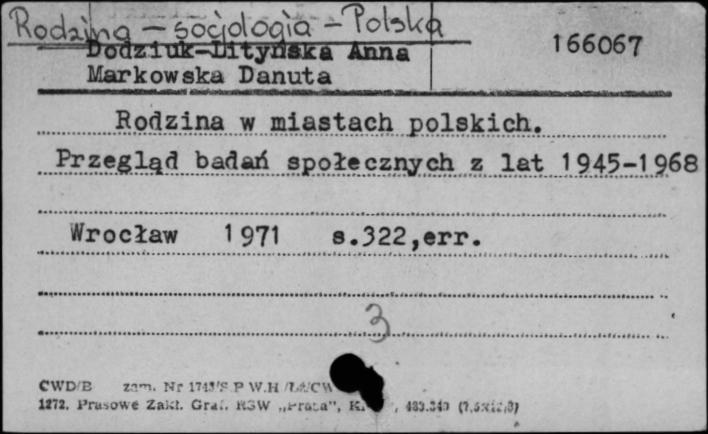 Rodzina – socjologia – Polska
166067
Dodziuk-Lityńska Anna
Markowska Danuta
Rodzina w miastach polskich.
Przegląd badań społecznych z lat 1945-1968
Wrocław 1971 s.322,err.
3
CWD/B zam. Nr P W.H
1272. Prasowe Zakł. Graf. RSW „Prasa",